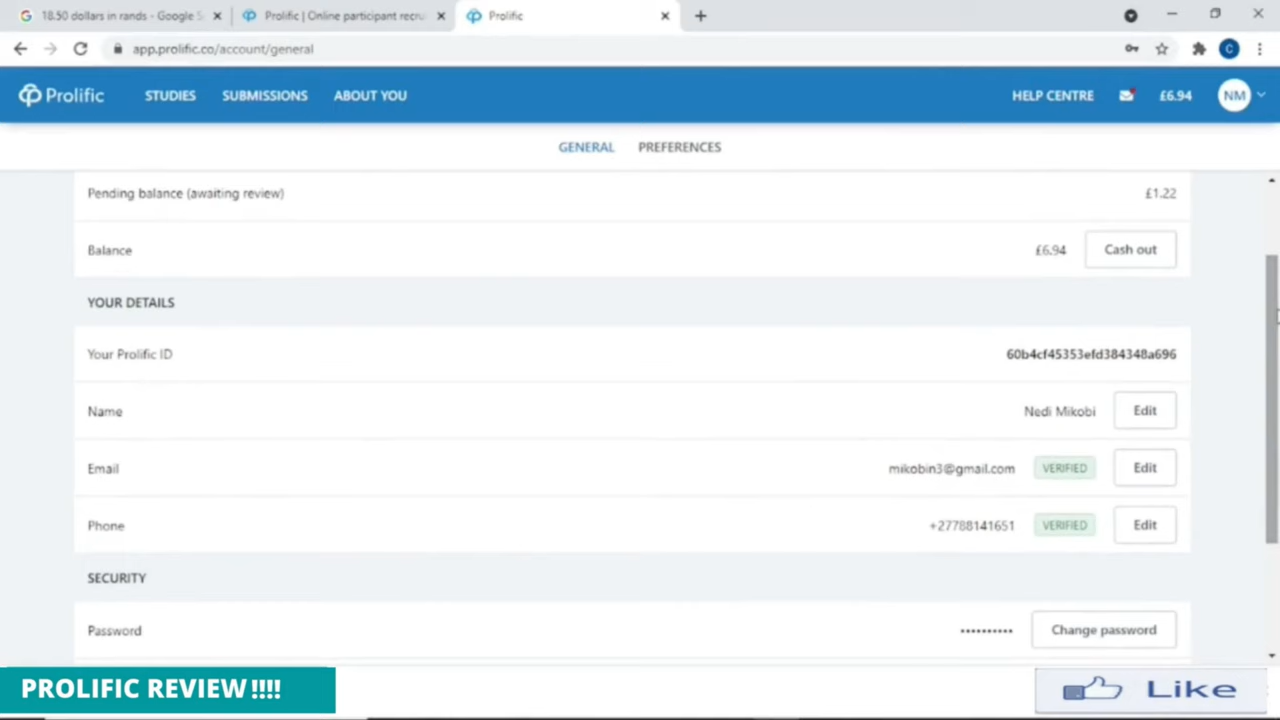 18.50 dollars in rands - Google S
Prolific | Online participant recru
Prolific
app.prolific.co/account/general
C
Prolific
STUDIES
SUBMISSIONS
ABOUT YOU
HELP CENTRE
£6.94
NM
GENERAL
PREFERENCES
Pending balance (awaiting review)
£1.22
Balance
£6.94
Cash out
YOUR DETAILS
Your Prolific ID
60b4cf45353efd384348a696
Name
Nedi Mikobi
Edit
Email
mikobin3@gmail.com
VERIFIED
Edit
Phone
+27788141651
VERIFIED
Edit
SECURITY
Password
••••••••••
Change password
PROLIFIC REVIEW!!!!
Like